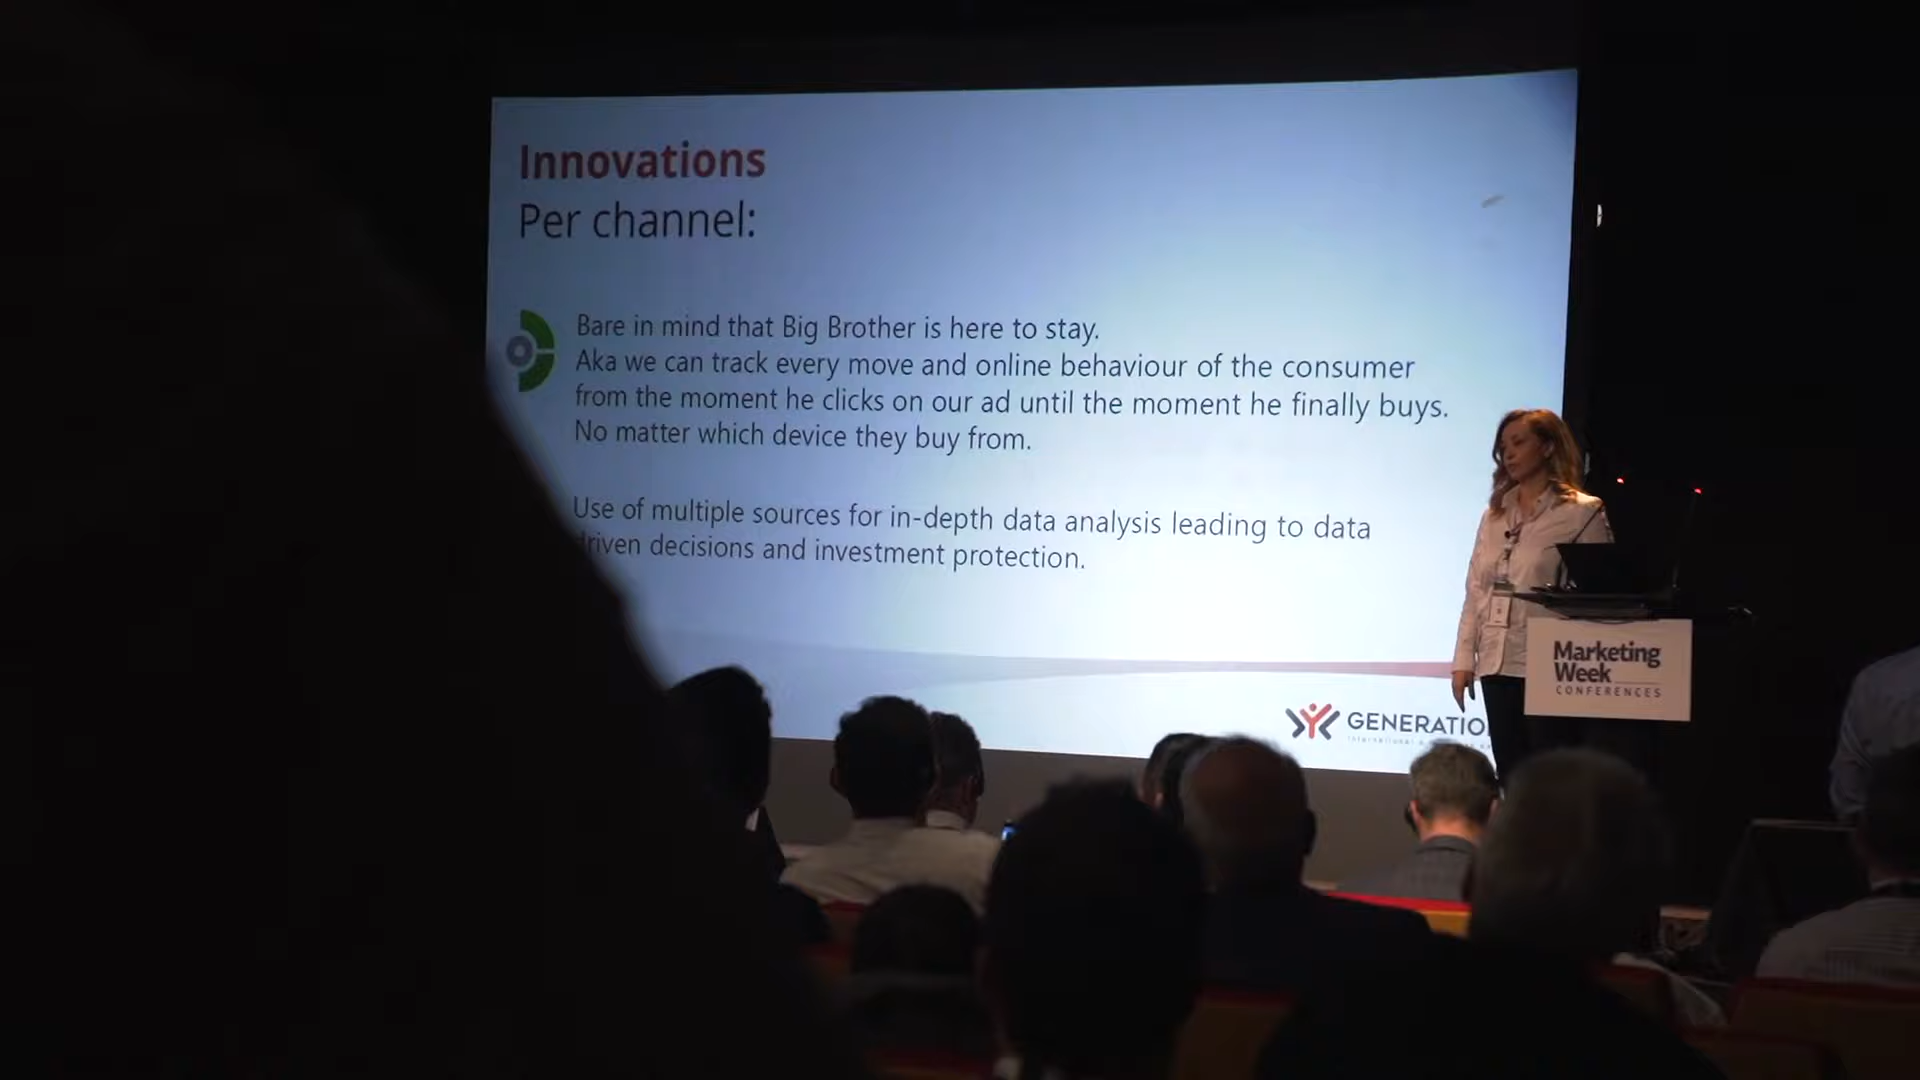 Innovations
Per channel:
Bare in mind that Big Brother is here to stay.
Aka we can track every move and online behaviour of the consumer
from the moment he clicks on our ad until the moment he finally buys.
No matter which device they buy from.
Use of multiple sources for in-depth data analysis leading to data
driven decisions and investment protection.
GENERATIO
international
Marketing
Week
CONFERENCES